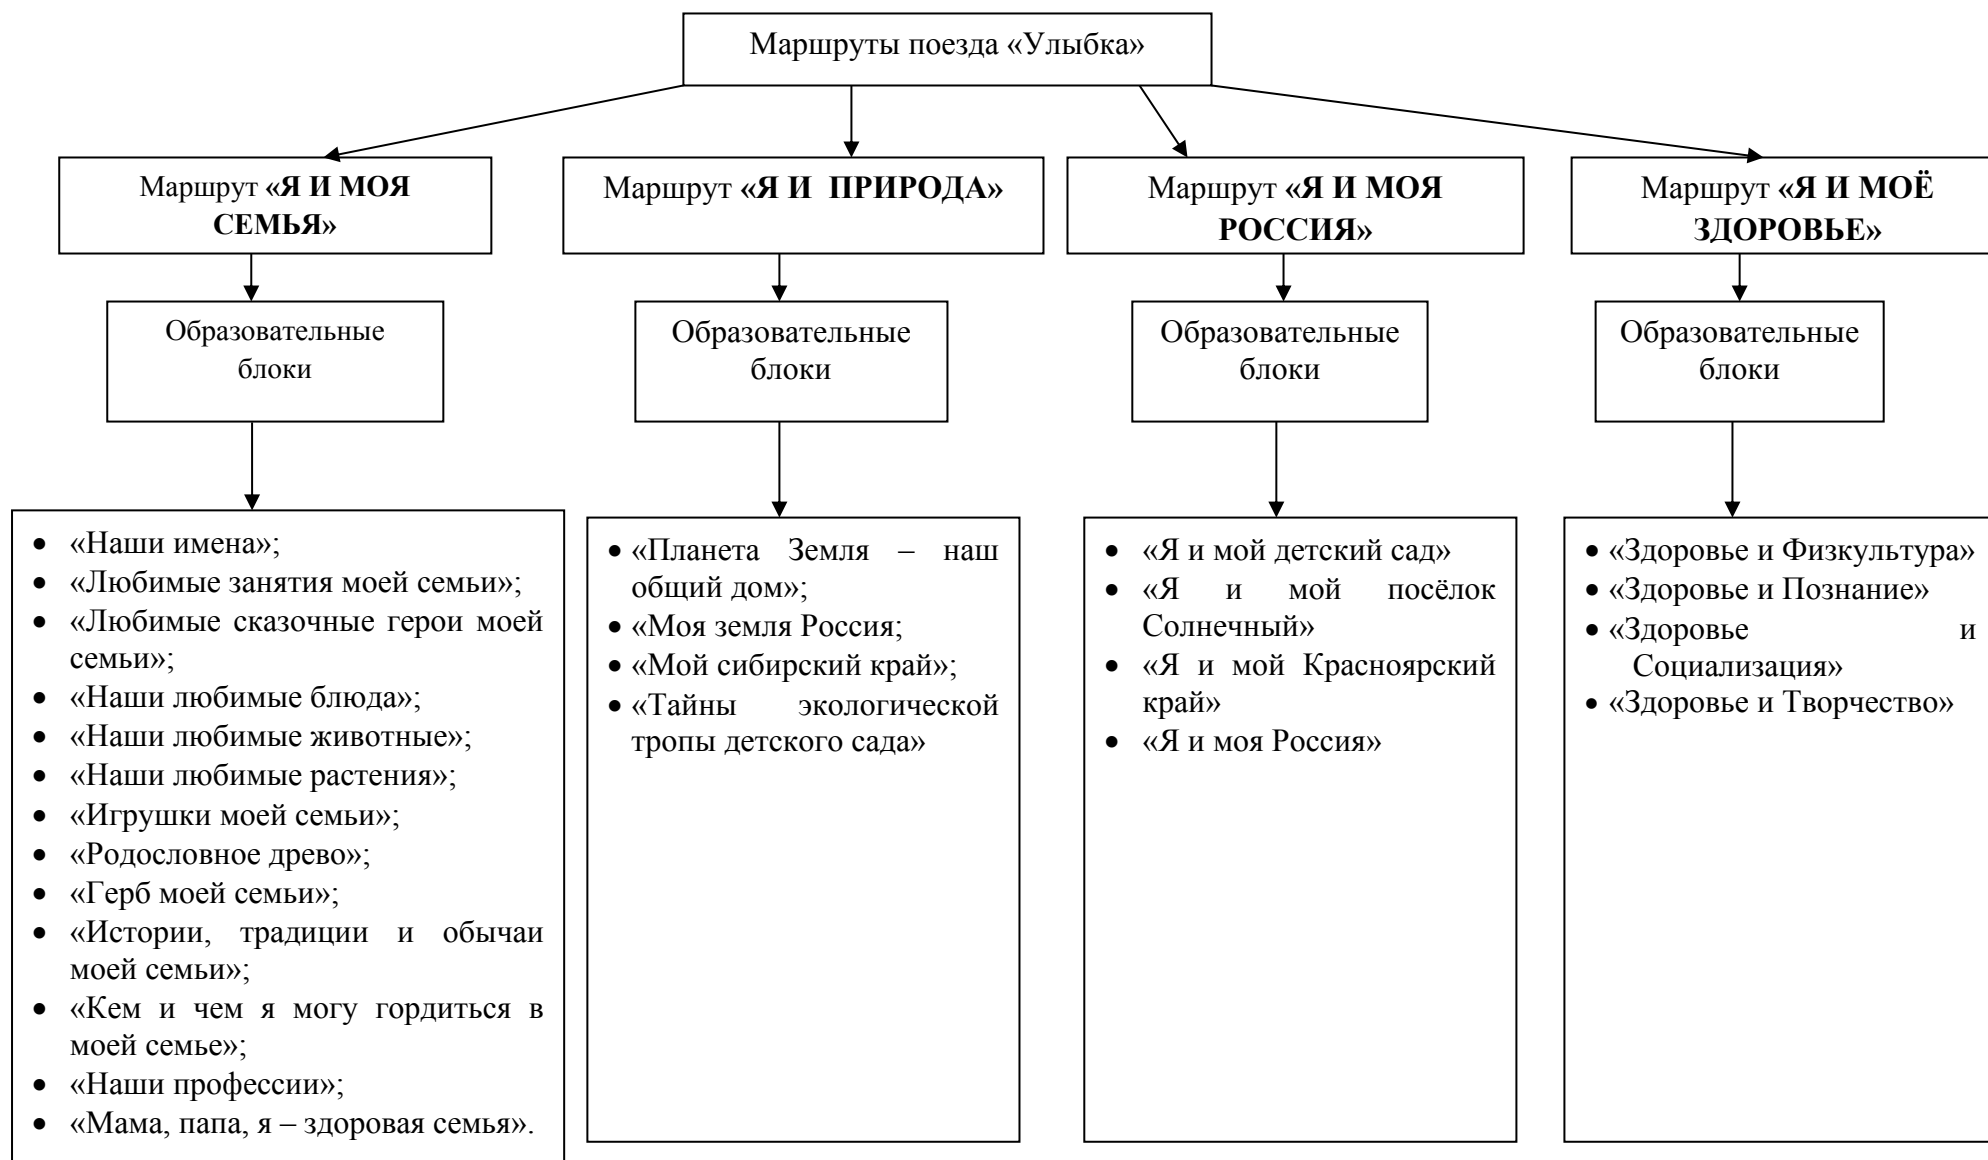 Маршруты поезда «Улыбка»
Маршрут «Я И МОЯ
СЕМЬЯ»
Маршрут «Я И ПРИРОДА»
Маршрут «Я И МОЯ
РОССИЯ»
Маршрут «Я И МОЁ
ЗДОРОВЬЕ»
Образовательные
блоки
Образовательные
блоки
Образовательные
блоки
Образовательные
блоки
• «Наши имена»;
• «Любимые занятия моей семьи»;
• «Любимые сказочные герои моей
семьи»;
• «Наши любимые блюда»;
• «Наши любимые животные»;
• «Наши любимые растения»;
• «Игрушки моей семьи»;
• «Родословное древо»;
• «Герб моей семьи»;
• «Истории, традиции и обычаи
моей семьи»;
• «Кем и чем я могу гордиться в
моей семье»;
• «Наши профессии»;
• «Мама, папа, я – здоровая семья».
• «Планета Земля – наш
общий дом»;
• «Моя земля Россия;
• «Мой сибирский край»;
• «Тайны экологической
тропы детского сада»
• «Я и мой детский сад»
• «Я и мой посёлок
Солнечный»
• «Я и мой Красноярский
край»
• «Я и моя Россия»
• «Здоровье и Физкультура»
• «Здоровье и Познание»
• «Здоровье и
Социализация»
• «Здоровье и Творчество»